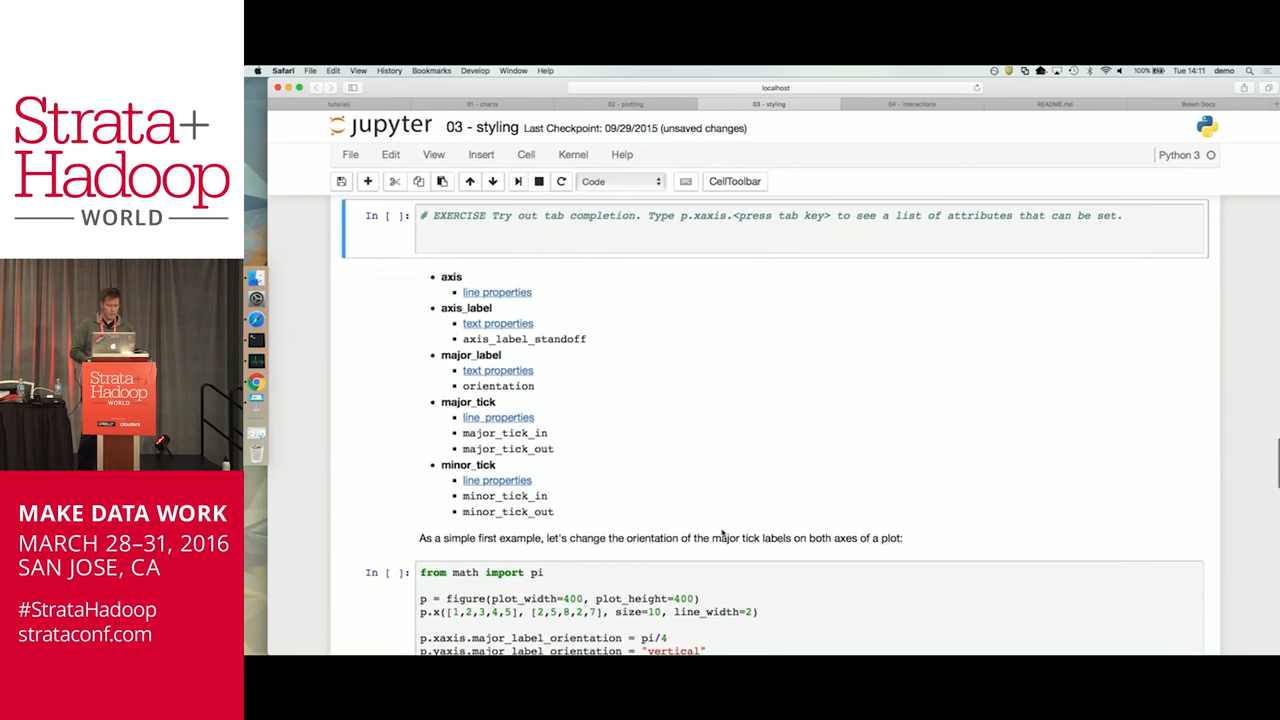 Strata+
Hadoop
WORLD
Strata+
Hadoop
WORLD
cloudera
MAKE DATA WORK
MARCH 28–31, 2016
SAN JOSE, CA
#StrataHadoop
strataconf.com
Safari File Edit View History Bookmarks Develop Window Help
100% Tue 14:11 demo
localhost
tutorial/ 01 - charts 02 - plotting 03 - styling 04 - interactions README.md Bokeh Docs
jupyter 03 - styling Last Checkpoint: 09/29/2015 (unsaved changes)
File Edit View Insert Cell Kernel Help Python 3
Code CellToolbar
In [ ]: # EXERCISE Try out tab completion. Type p.xaxis.<press tab key> to see a list of attributes that can be set.
axis
line properties
axis_label
text properties
axis_label_standoff
major_label
text properties
orientation
major_tick
line_properties
major_tick_in
major_tick_out
minor_tick
line properties
minor_tick_in
minor_tick_out
As a simple first example, let's change the orientation of the major tick labels on both axes of a plot:
In [ ]: from math import pi
p = figure(plot_width=400, plot_height=400)
p.x([1,2,3,4,5], [2,5,8,2,7], size=10, line_width=2)
p.xaxis.major_label_orientation = pi/4
p.yaxis.major_label_orientation = "vertical"